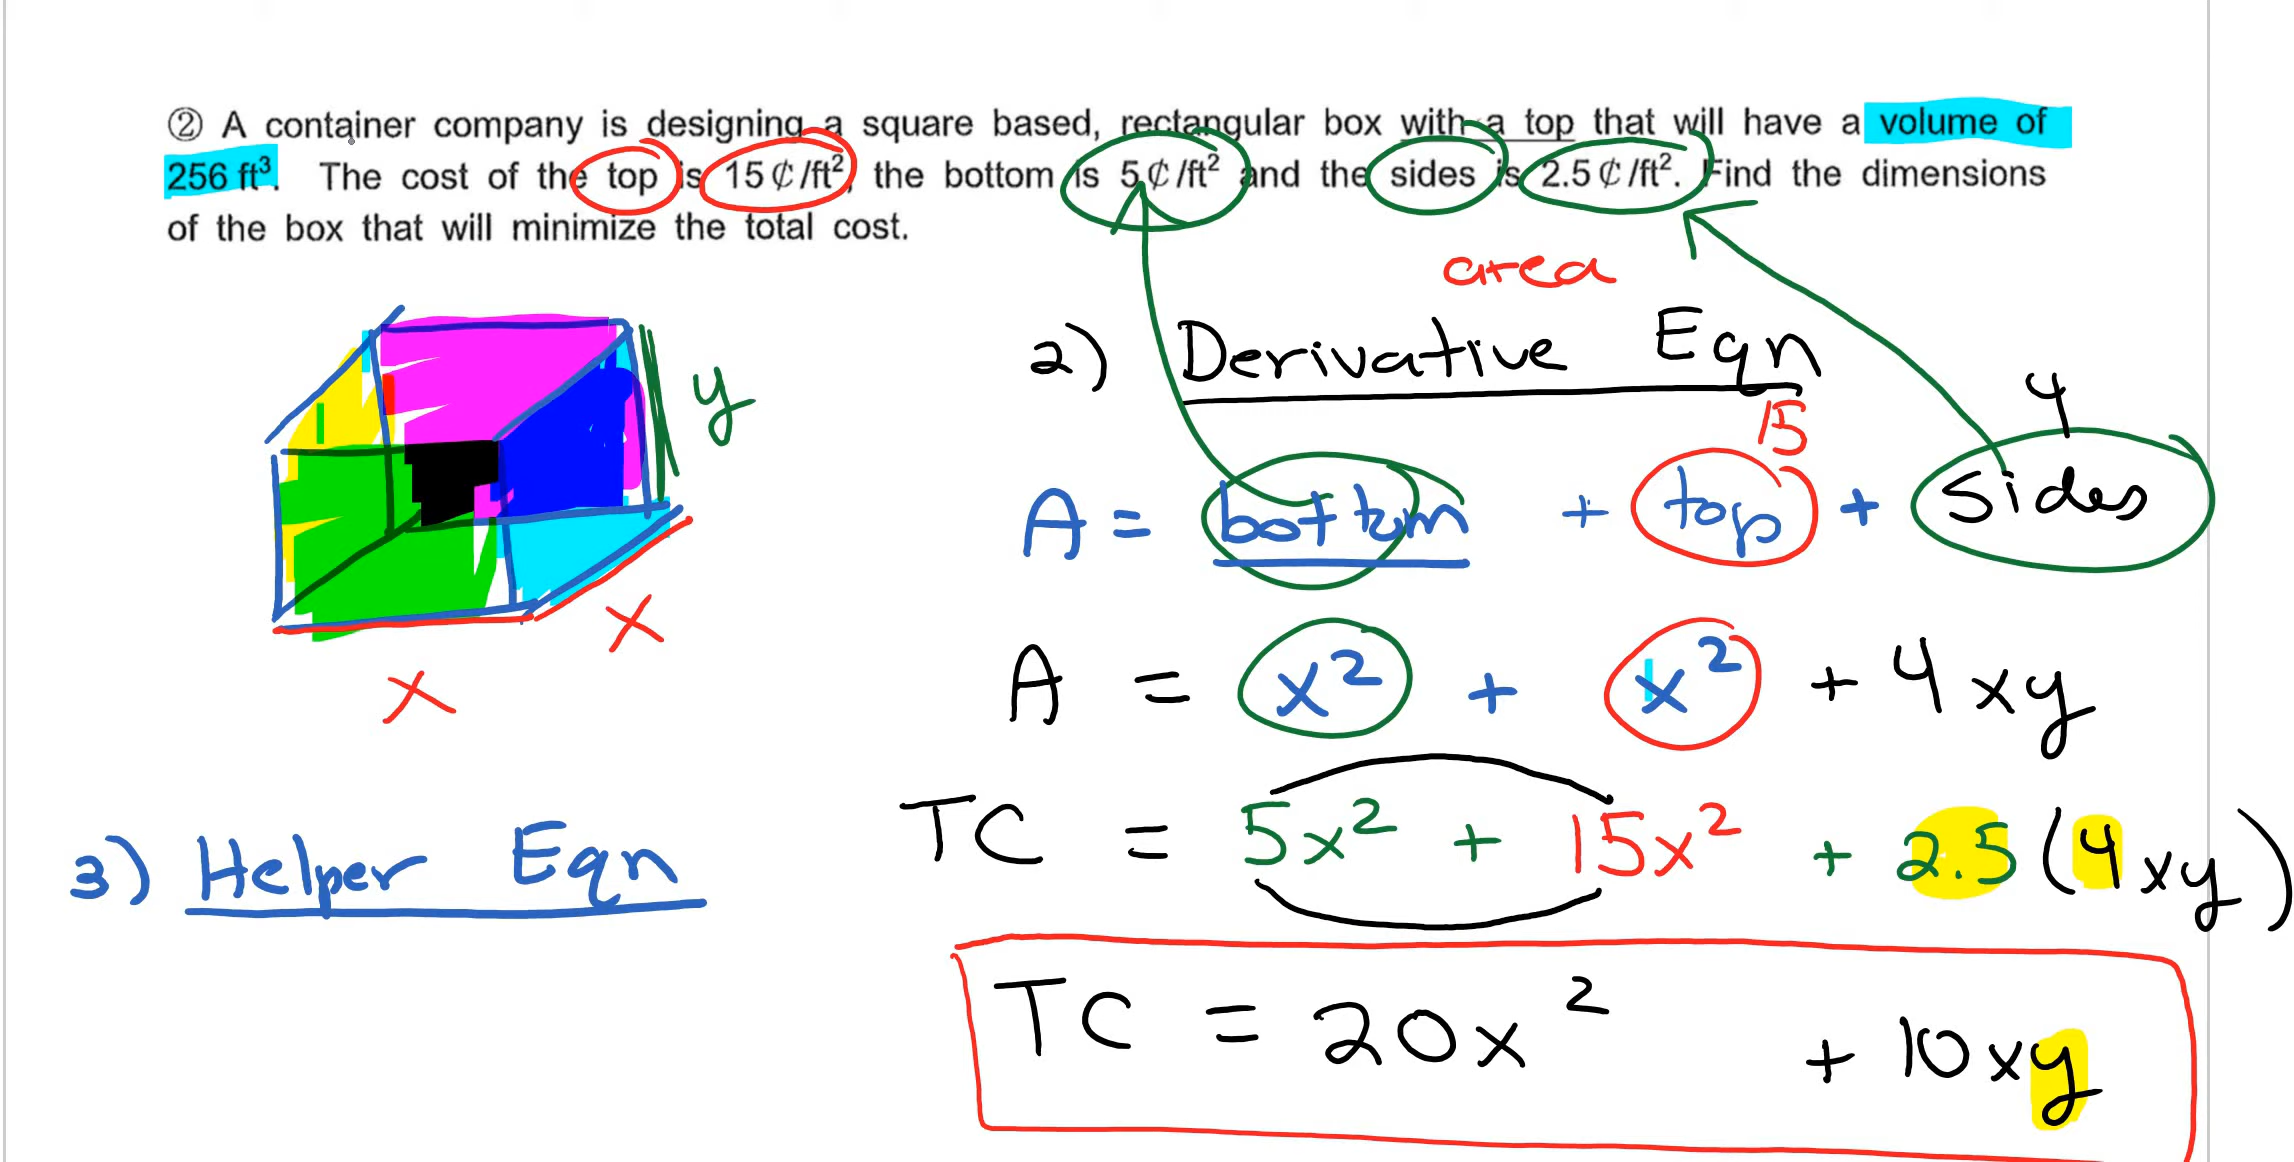 ② A container company is designing a square based, rectangular box with a top that will have a volume of
256 ft³. The cost of the top is 15 ¢/ft², the bottom is 5 ¢/ft² and the sides is 2.5 ¢/ft². Find the dimensions
of the box that will minimize the total cost.
area
2) Derivative Eqn
y
4
15
A = bottom + top + sides
x
x
A = x² + x² + 4xy
TC = 5x² + 15x² + 2.5(4xy)
3) Helper Eqn
TC = 20x² + 10xy